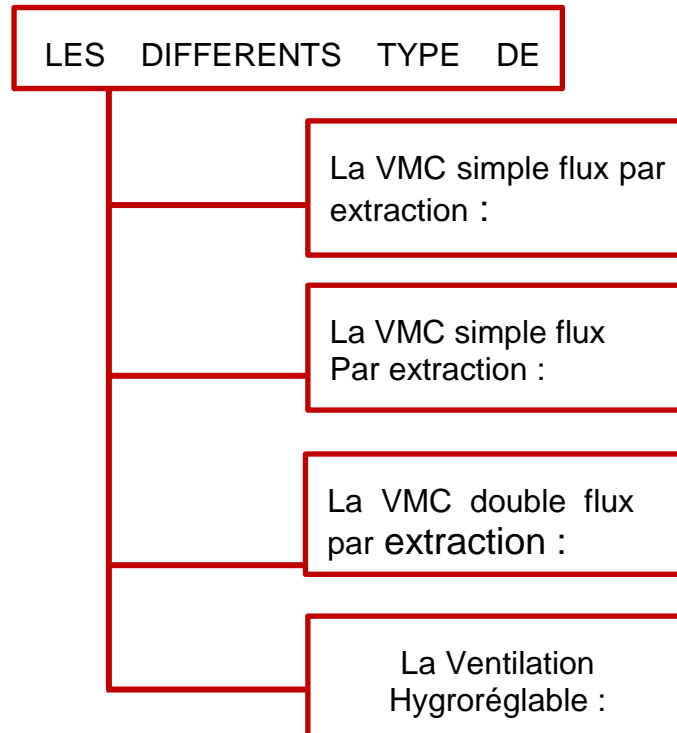 LES DIFFERENTS TYPE DE
La VMC simple flux par
extraction :
La VMC simple flux
Par extraction :
La VMC double flux
par extraction :
La Ventilation
Hygroréglable :